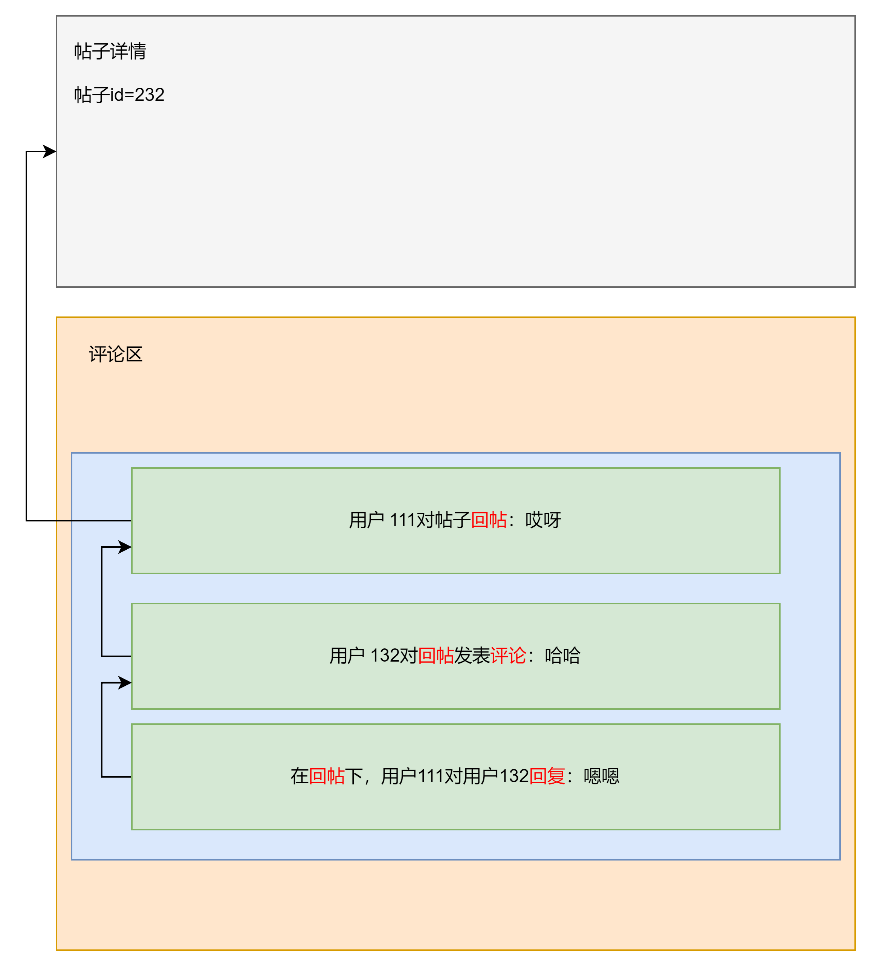 帖子详情
帖子id=232
评论区
用户 111对帖子回帖：哎呀
用户 132对回帖发表评论：哈哈
在回帖下，用户111对用户132回复：嗯嗯